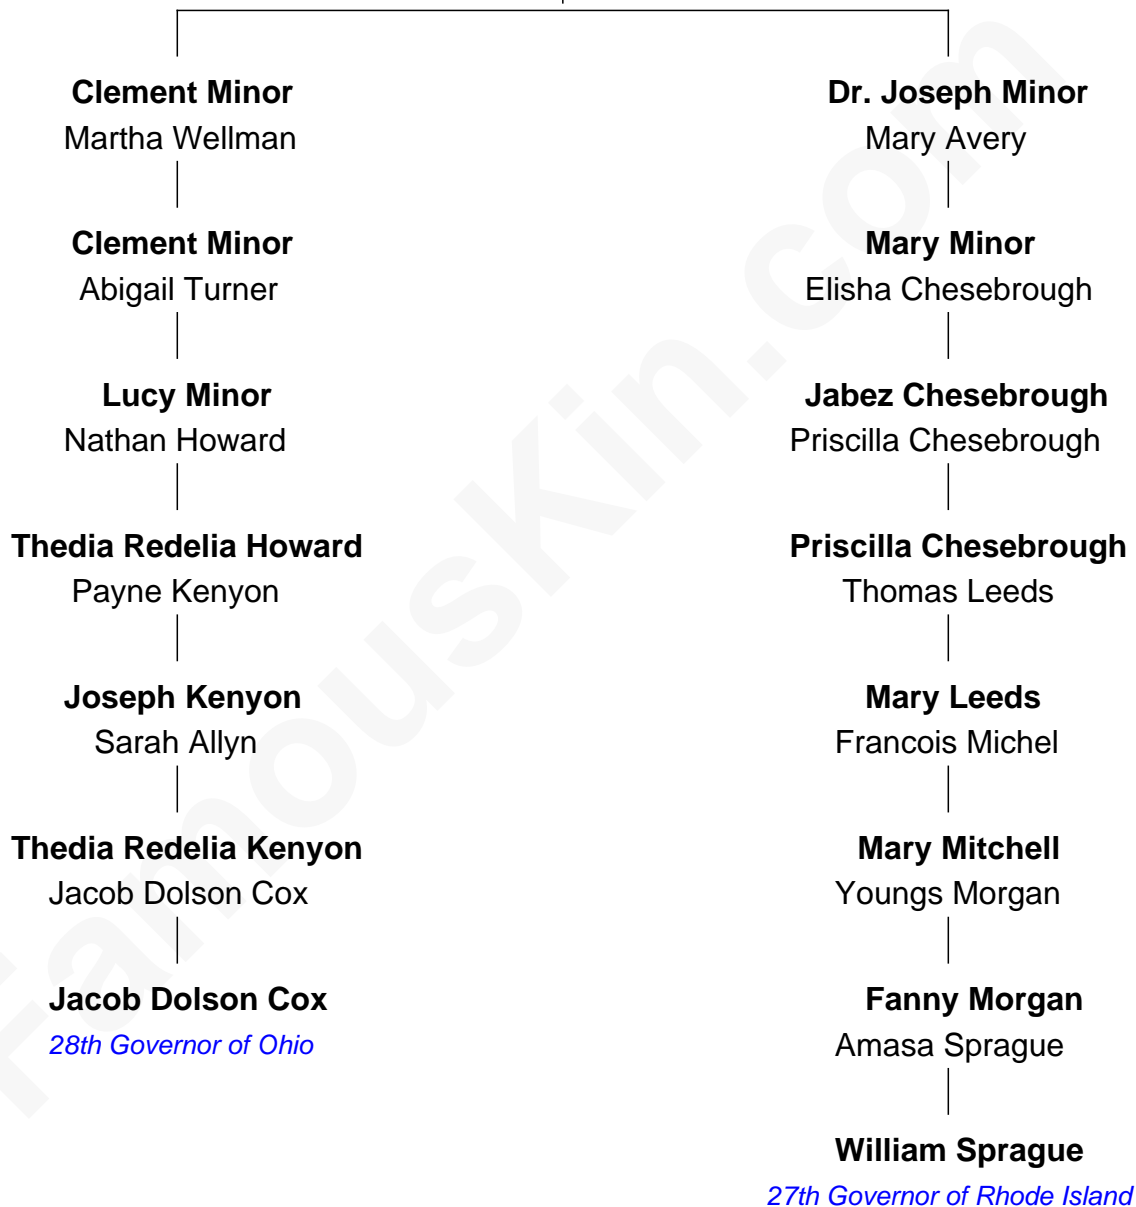 Clement Minor
Martha Wellman
Clement Minor
Abigail Turner
Lucy Minor
Nathan Howard
Thedia Redelia Howard
Payne Kenyon
Joseph Kenyon
Sarah Allyn
Thedia Redelia Kenyon
Jacob Dolson Cox
Jacob Dolson Cox
28th Governor of Ohio
Dr. Joseph Minor
Mary Avery
Mary Minor
Elisha Chesebrough
Jabez Chesebrough
Priscilla Chesebrough
Priscilla Chesebrough
Thomas Leeds
Mary Leeds
Francois Michel
Mary Mitchell
Youngs Morgan
Fanny Morgan
Amasa Sprague
William Sprague
27th Governor of Rhode Island
FamousKin.com